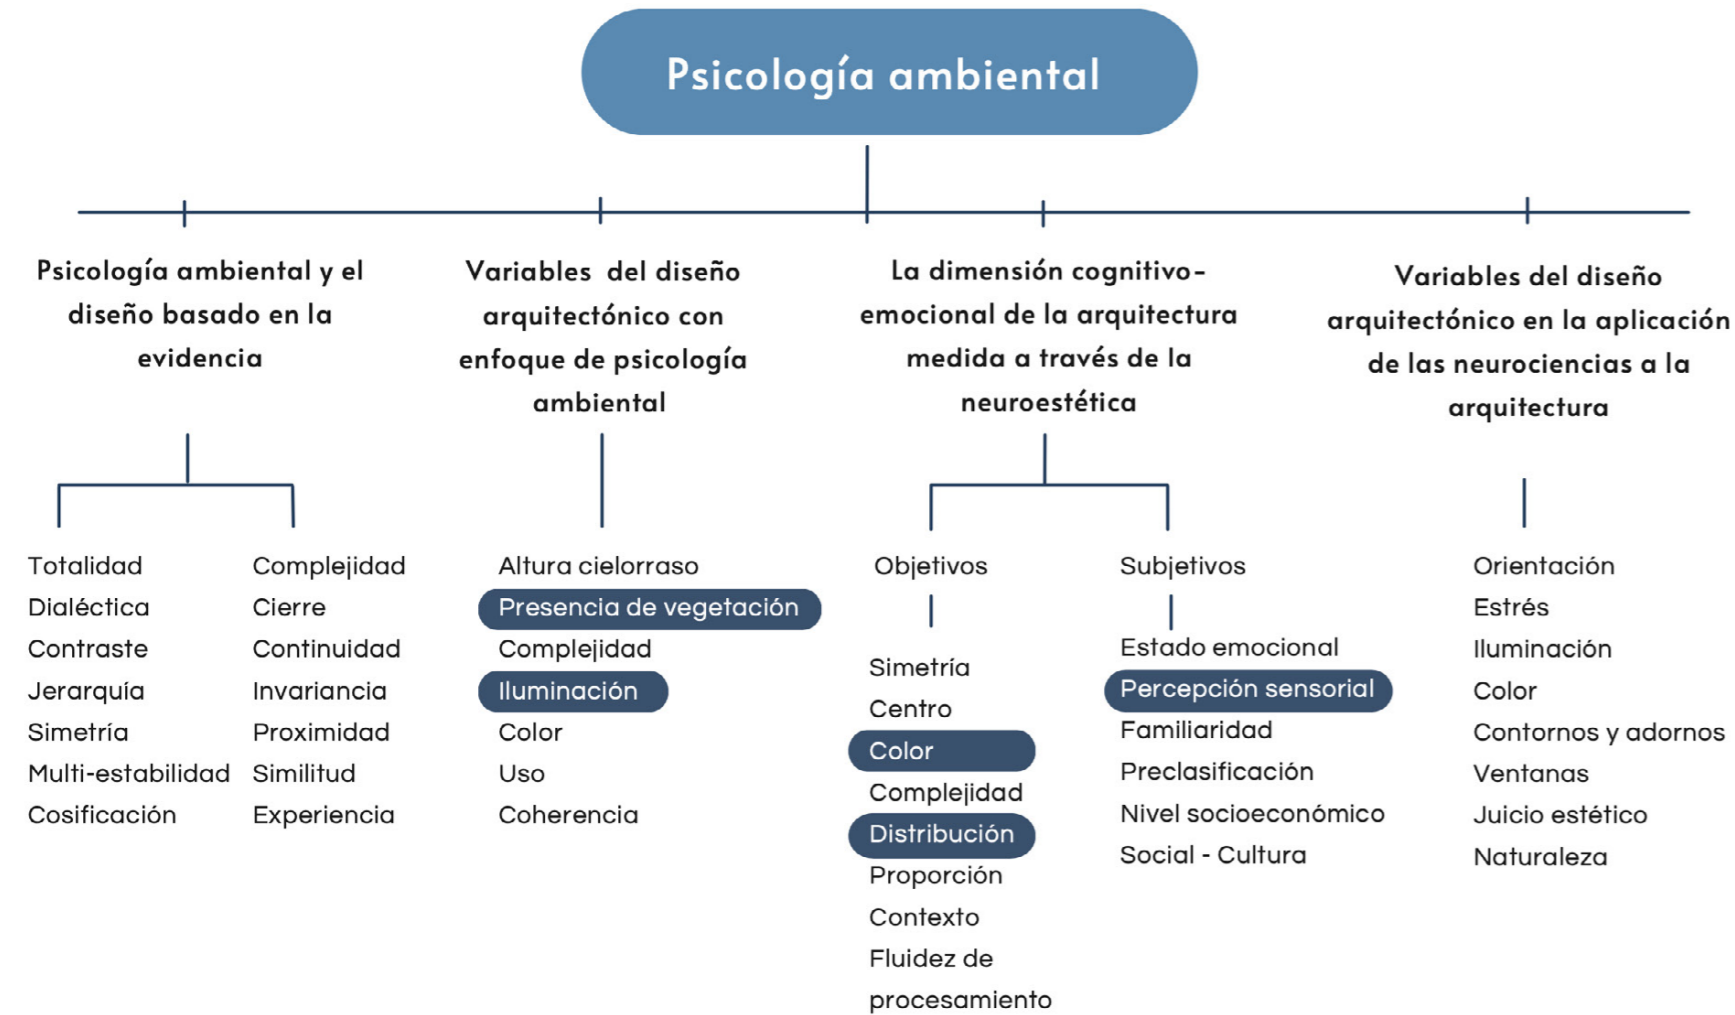 Psicología ambiental
Psicología ambiental y el
diseño basado en la
evidencia
Totalidad
Dialéctica
Contraste
Jerarquía
Simetría
Multi-estabilidad
Cosificación
Complejidad
Cierre
Continuidad
Invariancia
Proximidad
Similitud
Experiencia
Variables del diseño
arquitectónico con
enfoque de psicología
ambiental
Altura cielorraso
Presencia de vegetación
Complejidad
Iluminación
Color
Uso
Coherencia
La dimensión cognitivo-
emocional de la arquitectura
medida a través de la
neuroestética
Objetivos
Simetría
Centro
Color
Complejidad
Distribución
Proporción
Contexto
Fluidez de
procesamiento
Subjetivos
Estado emocional
Percepción sensorial
Familiaridad
Preclasificación
Nivel socioeconómico
Social - Cultura
Variables del diseño
arquitectónico en la aplicación
de las neurociencias a la
arquitectura
Orientación
Estrés
Iluminación
Color
Contornos y adornos
Ventanas
Juicio estético
Naturaleza